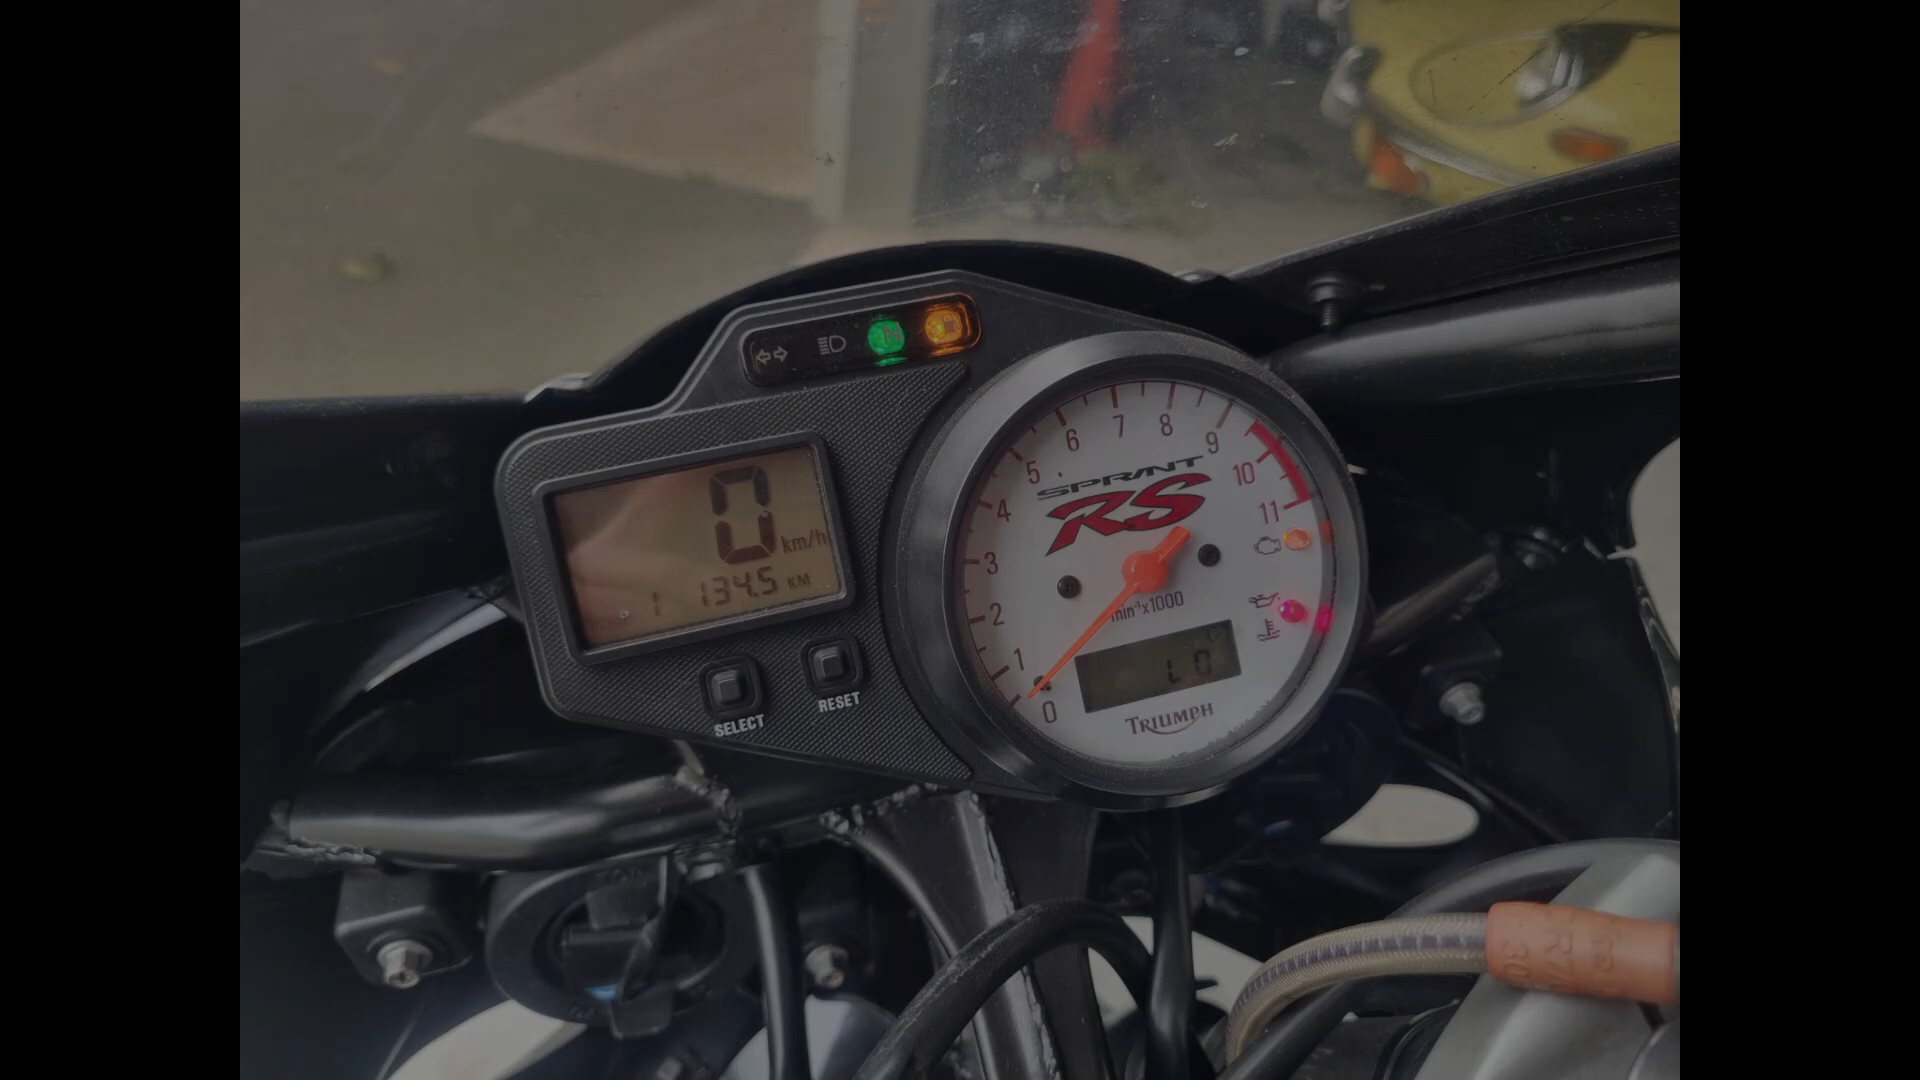 N
0 km/h
1 134.5 KM
SELECT
RESET
0
1
2
3
4
5
6
7
8
9
10
11
SPRINT
RS
min⁻¹x1000
LO
TRIUMPH